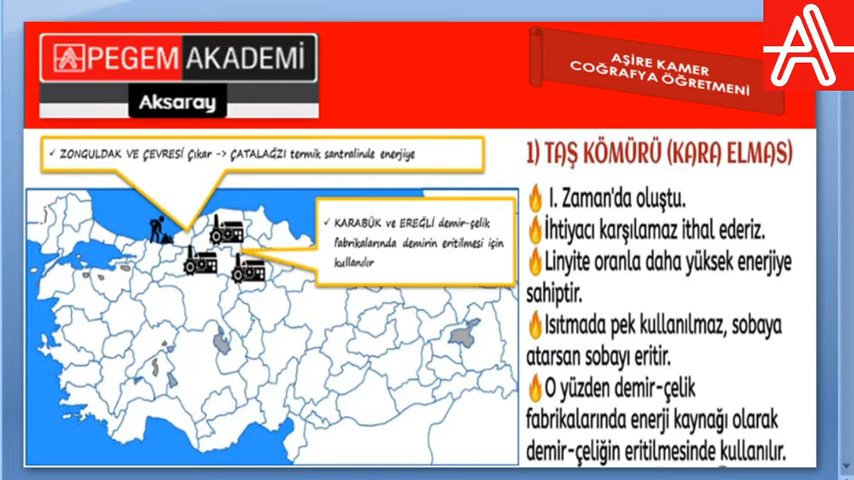 PEGEM AKADEMİ
Aksaray
AŞİRE KAMER
COĞRAFYA ÖĞRETMENİ
✓ ZONGULDAK VE ÇEVRESİ Çıkar -> ÇATALAĞZI termik santralinde enerjiye
✓ KARABÜK ve EREĞLİ demir-çelik
fabrikalarında demirin eritilmesi için
kullanılır
1) TAŞ KÖMÜRÜ (KARA ELMAS)
🔥 I. Zaman'da oluştu.
🔥 İhtiyacı karşılamaz ithal ederiz.
🔥 Linyite oranla daha yüksek enerjiye
sahiptir.
🔥 Isıtmada pek kullanılmaz, sobaya
atarsan sobayı eritir.
🔥 O yüzden demir-çelik
fabrikalarında enerji kaynağı olarak
demir-çeliğin eritilmesinde kullanılır.